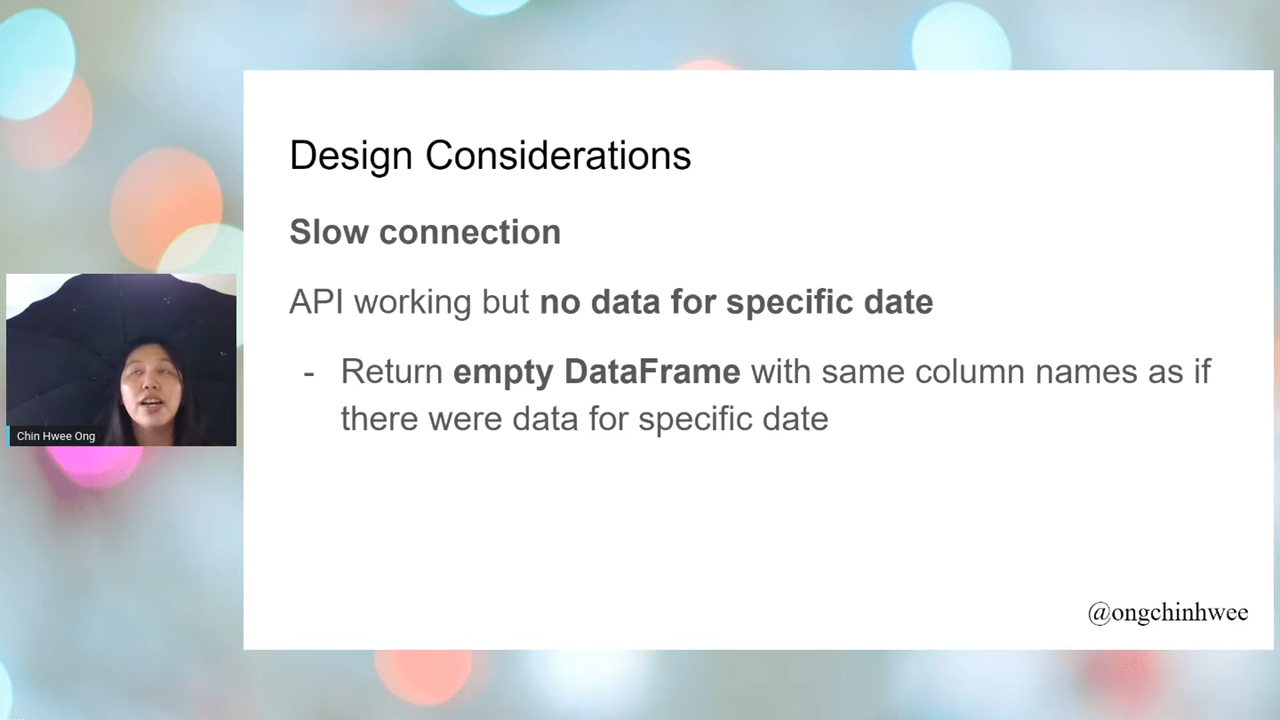 Design Considerations
Slow connection
API working but no data for specific date
- Return empty DataFrame with same column names as if
there were data for specific date
Chin Hwee Ong
@ongchinhwee